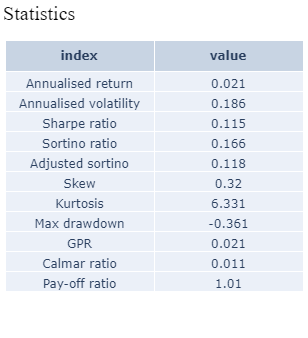 Statistics
index value
Annualised return 0.021
Annualised volatility 0.186
Sharpe ratio 0.115
Sortino ratio 0.166
Adjusted sortino 0.118
Skew 0.32
Kurtosis 6.331
Max drawdown -0.361
GPR 0.021
Calmar ratio 0.011
Pay-off ratio 1.01